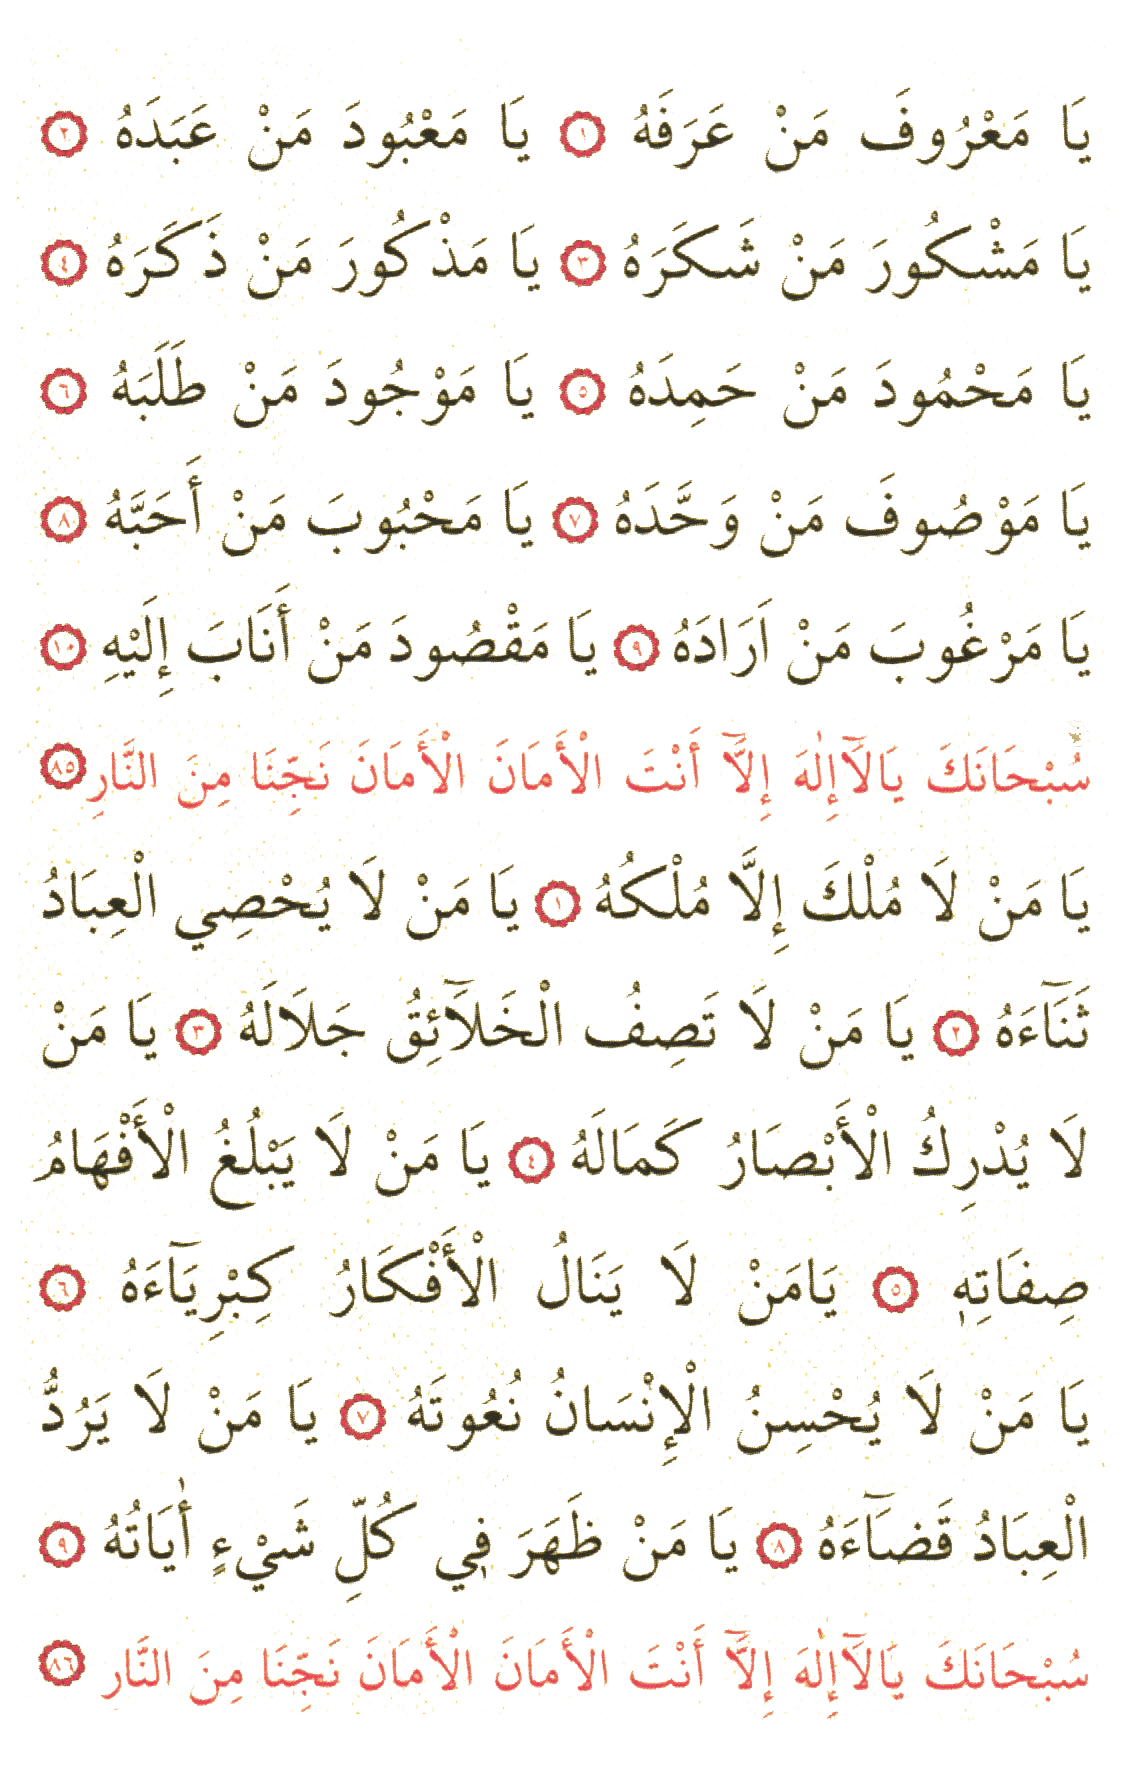 يَا مَعْرُوفَ مَنْ عَرَفَهُ ١ يَا مَعْبُودَ مَنْ عَبَدَهُ ٢
يَا مَشْكُورَ مَنْ شَكَرَهُ ٣ يَا مَذْكُورَ مَنْ ذَكَرَهُ ٤
يَا مَحْمُودَ مَنْ حَمِدَهُ ٥ يَا مَوْجُودَ مَنْ طَلَبَهُ ٦
يَا مَوْصُوفَ مَنْ وَحَّدَهُ ٧ يَا مَحْبُوبَ مَنْ أَحَبَّهُ ٨
يَا مَرْغُوبَ مَنْ اَرَادَهُ ٩ يَا مَقْصُودَ مَنْ أَنَابَ إِلَيْهِ ١٠
سُبْحَانَكَ يَالَآإِلٰهَ إِلَّآ أَنْتَ الْأَمَانَ الْأَمَانَ نَجِّنَا مِنَ النَّارِ ٨٥
يَا مَنْ لَا مُلْكَ إِلَّا مُلْكُهُ ١ يَا مَنْ لَا يُحْصِي الْعِبَادُ
ثَنَآءَهُ ٢ يَا مَنْ لَا تَصِفُ الْخَلَآئِقُ جَلَالَهُ ٣ يَا مَنْ
لَا يُدْرِكُ الْأَبْصَارُ كَمَالَهُ ٤ يَا مَنْ لَا يَبْلُغُ الْأَفْهَامُ
صِفَاتِهٖ ٥ يَامَنْ لَا يَنَالُ الْأَفْكَارُ كِبْرِيَآءَهُ ٦
يَا مَنْ لَا يُحْسِنُ الْإِنْسَانُ نُعُوتَهُ ٧ يَا مَنْ لَا يَرُدُّ
الْعِبَادُ قَضَآءَهُ ٨ يَا مَنْ ظَهَرَ فٖي كُلِّ شَيْءٍ أٰيَاتُهُ ٩
سُبْحَانَكَ يَالَآإِلٰهَ إِلَّآ أَنْتَ الْأَمَانَ الْأَمَانَ نَجِّنَا مِنَ النَّارِ ٨٦